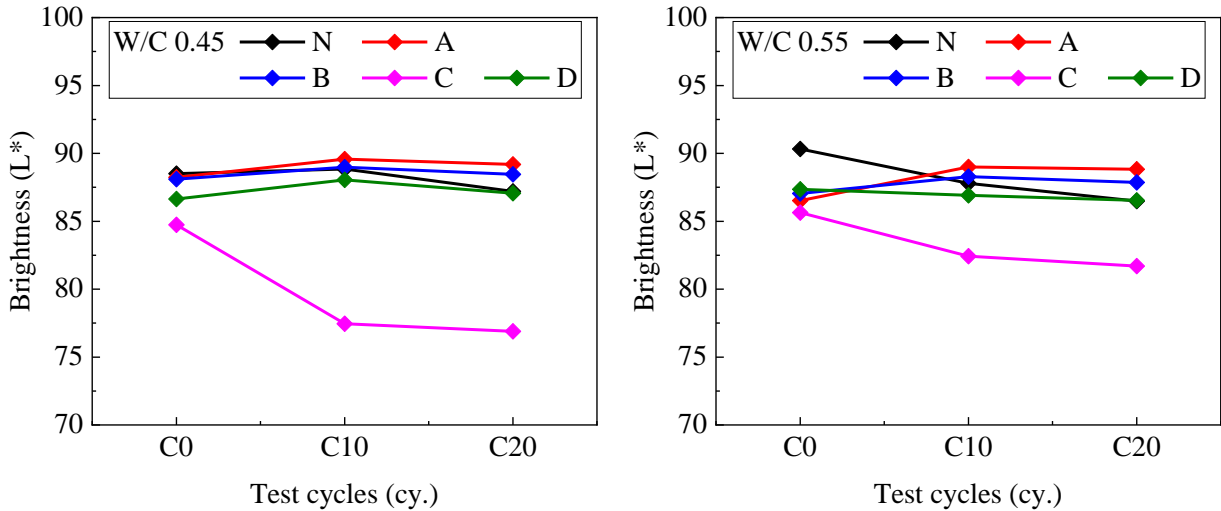 W/C 0.45 N A
B C D
100
95
90
85
80
75
70
Brightness (L*)
C0 C10 C20
Test cycles (cy.)
W/C 0.55 N A
B C D
100
95
90
85
80
75
70
Brightness (L*)
C0 C10 C20
Test cycles (cy.)